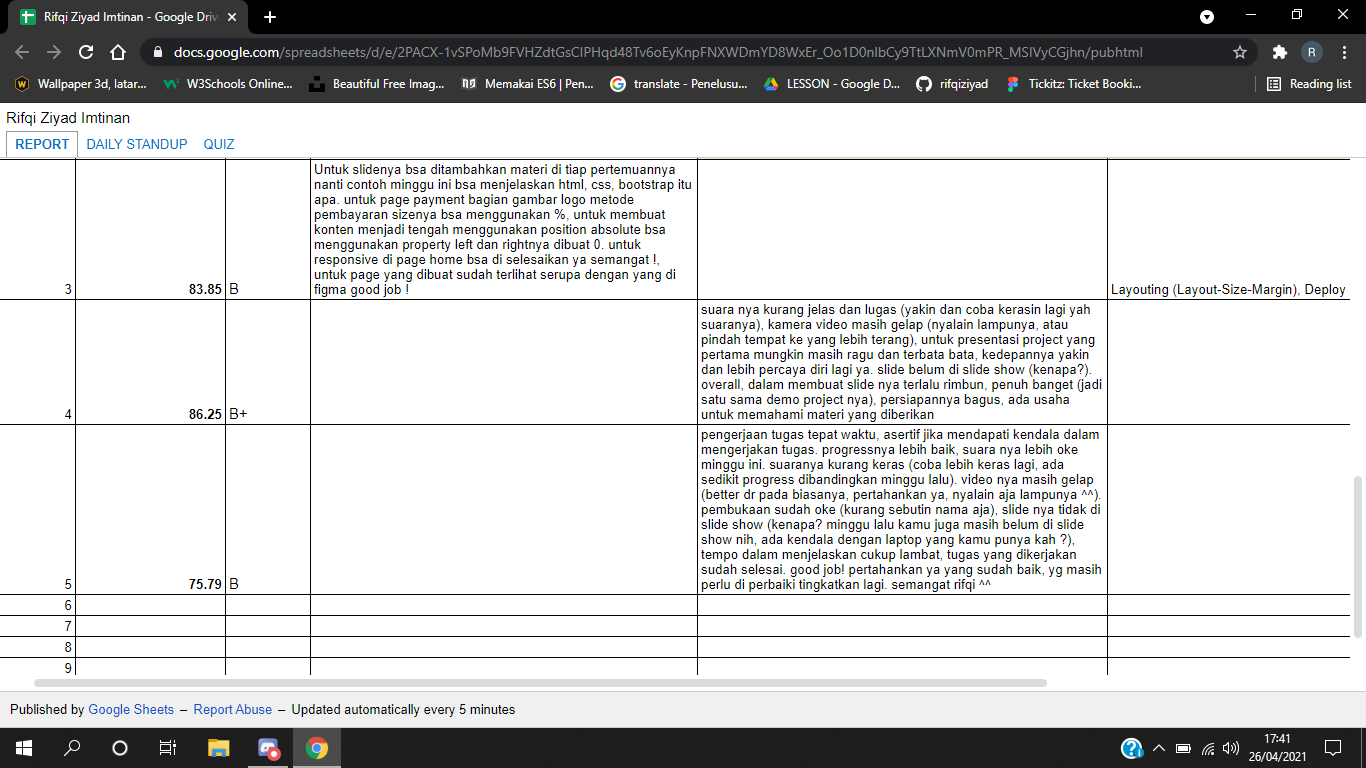 Rifqi Ziyad Imtinan - Google Driv
docs.google.com/spreadsheets/d/e/2PACX-1vSPoMb9FVHZdtGsCIPHqd48Tv6oEyKnpFNXWDmYD8WxEr_Oo1D0nIbCy9TtLXNmV0mPR_MSlVyCGjhn/pubhtml
R
Wallpaper 3d, latar... W3Schools Online... Beautiful Free Imag... Memakai ES6 | Pen... translate - Penelusu... LESSON - Google D... rifqiziyad Tickitz: Ticket Booki... Reading list
Rifqi Ziyad Imtinan
REPORT DAILY STANDUP QUIZ
Untuk slidenya bsa ditambahkan materi di tiap pertemuannya
nanti contoh minggu ini bsa menjelaskan html, css, bootstrap itu
apa. untuk page payment bagian gambar logo metode
pembayaran sizenya bsa menggunakan %, untuk membuat
konten menjadi tengah menggunakan position absolute bsa
menggunakan property left dan rightnya dibuat 0. untuk
responsive di page home bsa di selesaikan ya semangat !,
untuk page yang dibuat sudah terlihat serupa dengan yang di
3 83.85 B figma good job ! Layouting (Layout-Size-Margin), Deploy
suara nya kurang jelas dan lugas (yakin dan coba kerasin lagi yah
suaranya), kamera video masih gelap (nyalain lampunya, atau
pindah tempat ke yang lebih terang), untuk presentasi project yang
pertama mungkin masih ragu dan terbata bata, kedepannya yakin
dan lebih percaya diri lagi ya. slide belum di slide show (kenapa?).
overall, dalam membuat slide nya terlalu rimbun, penuh banget (jadi
satu sama demo project nya), persiapannya bagus, ada usaha
4 86.25 B+ untuk memahami materi yang diberikan
pengerjaan tugas tepat waktu, asertif jika mendapati kendala dalam
mengerjakan tugas. progressnya lebih baik, suara nya lebih oke
minggu ini. suaranya kurang keras (coba lebih keras lagi, ada
sedikit progress dibandingkan minggu lalu). video nya masih gelap
(better dr pada biasanya, pertahankan ya, nyalain aja lampunya ^^).
pembukaan sudah oke (kurang sebutin nama aja), slide nya tidak di
slide show (kenapa? minggu lalu kamu juga masih belum di slide
show nih, ada kendala dengan laptop yang kamu punya kah ?),
tempo dalam menjelaskan cukup lambat, tugas yang dikerjakan
sudah selesai. good job! pertahankan ya yang sudah baik, yg masih
5 75.79 B perlu di perbaiki tingkatkan lagi. semangat rifqi ^^
6
7
8
9
Published by Google Sheets – Report Abuse – Updated automatically every 5 minutes
17:41
26/04/2021